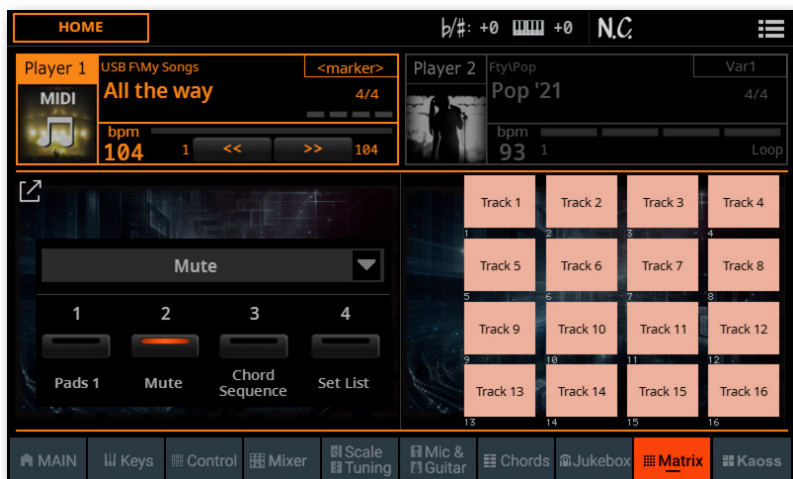 HOME
♭/#: +0 +0 N.C.
Player 1 USB F\My Songs <marker>
MIDI All the way 4/4
bpm
104 1 << >> 104
Player 2 Fty\Pop Var1
Pop '21 4/4
bpm
93 1 Loop
Mute
1 2 3 4
Pads 1 Mute Chord Sequence Set List
Track 1 Track 2 Track 3 Track 4
1 2 3 4
Track 5 Track 6 Track 7 Track 8
5 6 7 8
Track 9 Track 10 Track 11 Track 12
9 10 11 12
Track 13 Track 14 Track 15 Track 16
13 14 15 16
MAIN Keys Control Mixer Scale Tuning Mic & Guitar Chords Jukebox Matrix Kaoss